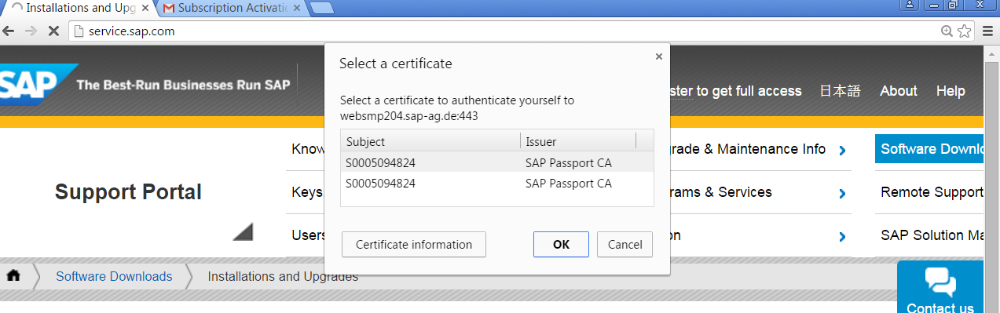 Installations and Upg
Subscription Activati
service.sap.com
SAP The Best-Run Businesses Run SAP
to get full access 日本語 About Help
Select a certificate
Select a certificate to authenticate yourself to
websmp204.sap-ag.de:443
Subject Issuer
S0005094824 SAP Passport CA
S0005094824 SAP Passport CA
Certificate information OK Cancel
Support Portal
Know
Keys
Users
grade & Maintenance Info
rams & Services
on
Software Downlo
Remote Support
SAP Solution Ma
Software Downloads Installations and Upgrades
Contact us